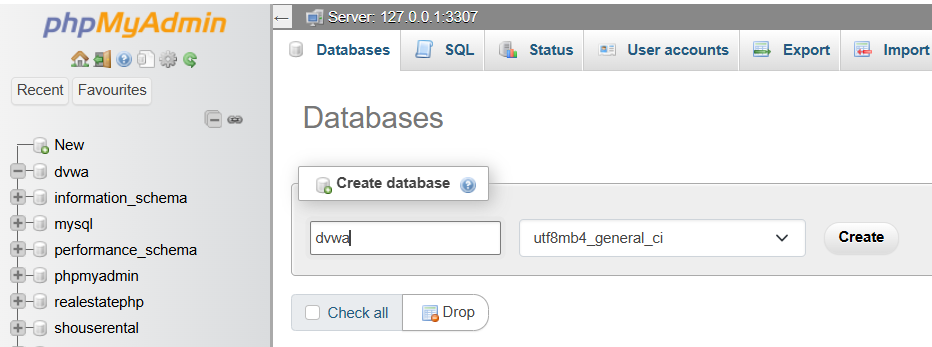 phpMyAdmin
Recent Favourites
New
dvwa
information_schema
mysql
performance_schema
phpmyadmin
realestatephp
shouserental
Server: 127.0.0.1:3307
Databases SQL Status User accounts Export Import
Databases
Create database
dvwa utf8mb4_general_ci Create
Check all Drop